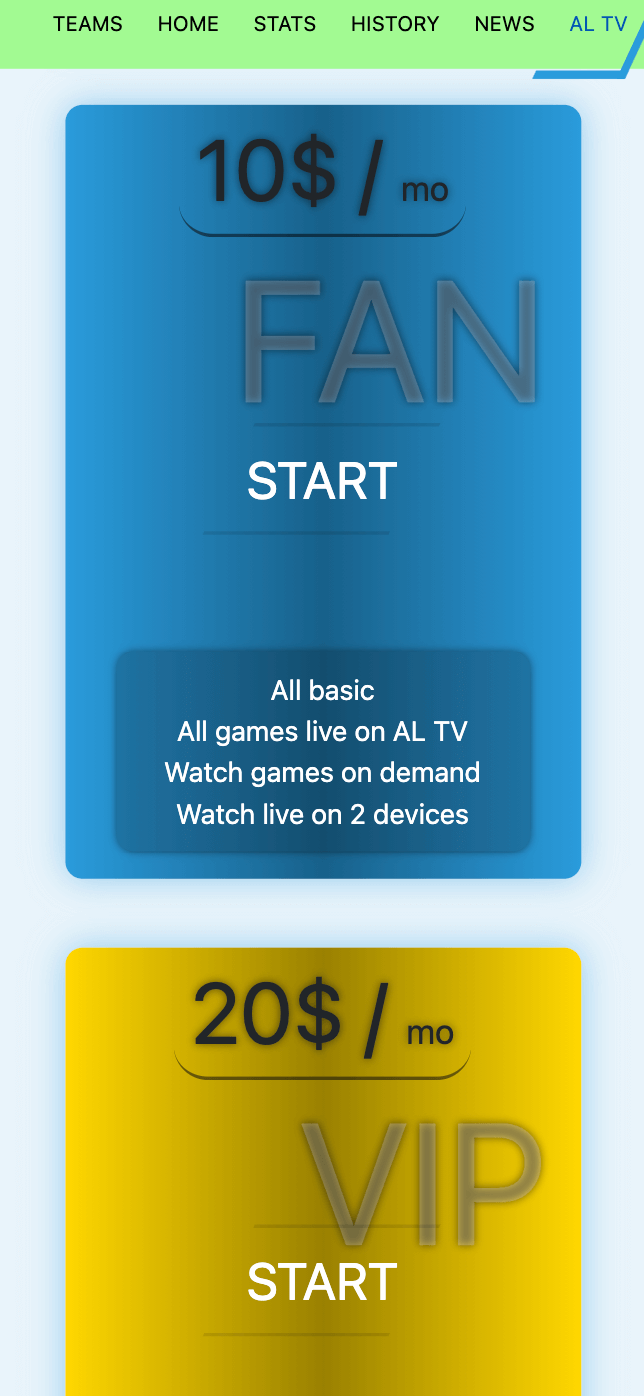 TEAMS HOME STATS HISTORY NEWS AL TV
10$ / mo
FAN
START
All basic
All games live on AL TV
Watch games on demand
Watch live on 2 devices
20$ / mo
VIP
START